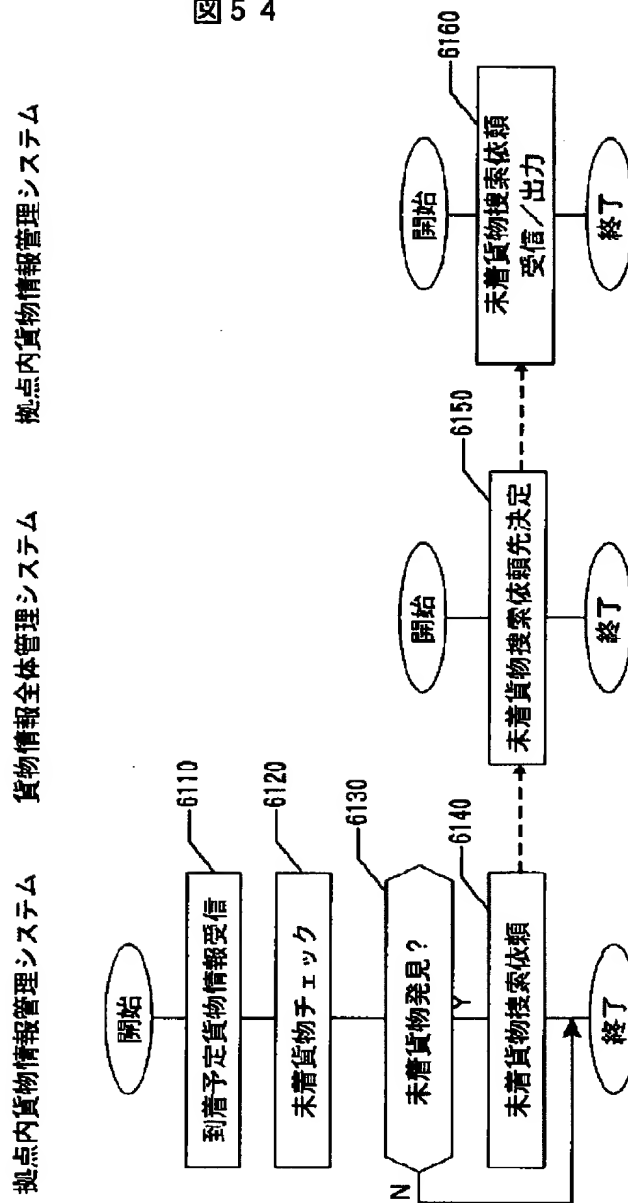 図５４
拠点内貨物情報管理システム
貨物情報全体管理システム
拠点内貨物情報管理システム
開始
到着予定貨物情報受信
6110
未着貨物チェック
6120
未着貨物発見？
6130
N
Y
未着貨物捜索依頼
6140
終了
開始
未着貨物捜索依頼先決定
6150
終了
開始
未着貨物捜索依頼
受信／出力
6160
終了